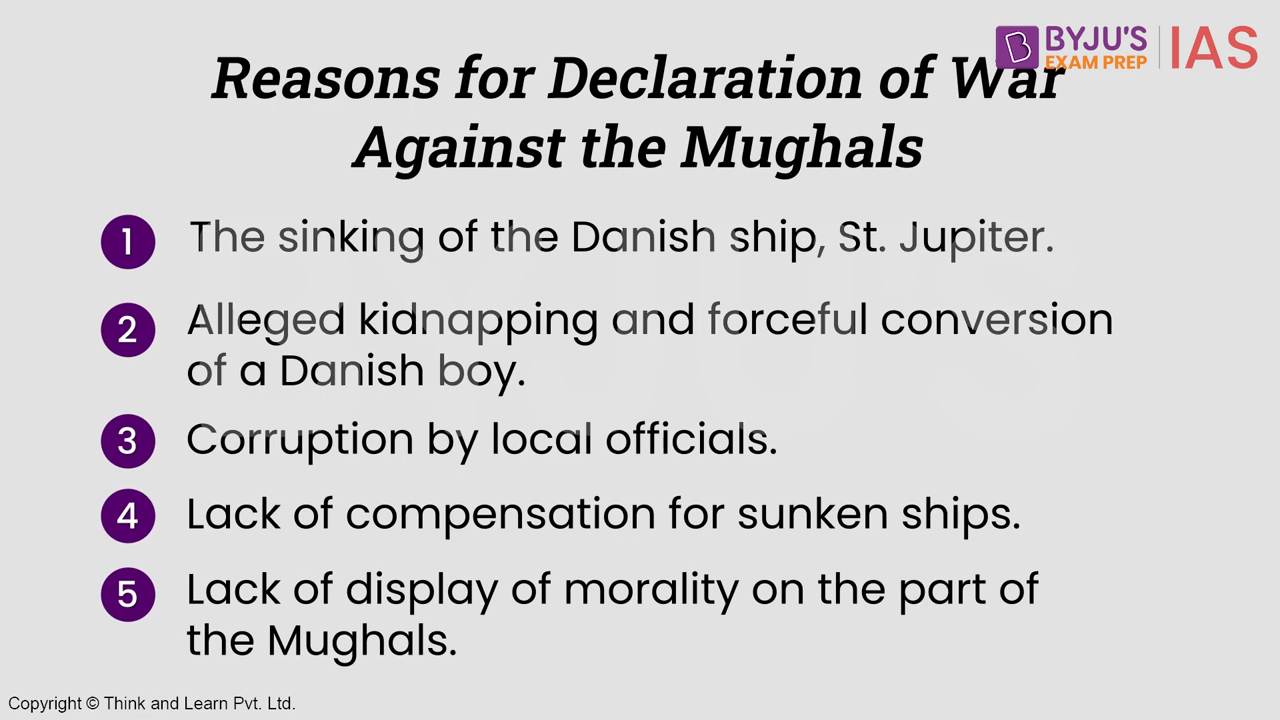 BYJU'S
EXAM PREP
IAS
Reasons for Declaration of War
Against the Mughals
1 The sinking of the Danish ship, St. Jupiter.
2 Alleged kidnapping and forceful conversion
of a Danish boy.
3 Corruption by local officials.
4 Lack of compensation for sunken ships.
5 Lack of display of morality on the part of
the Mughals.
Copyright © Think and Learn Pvt. Ltd.